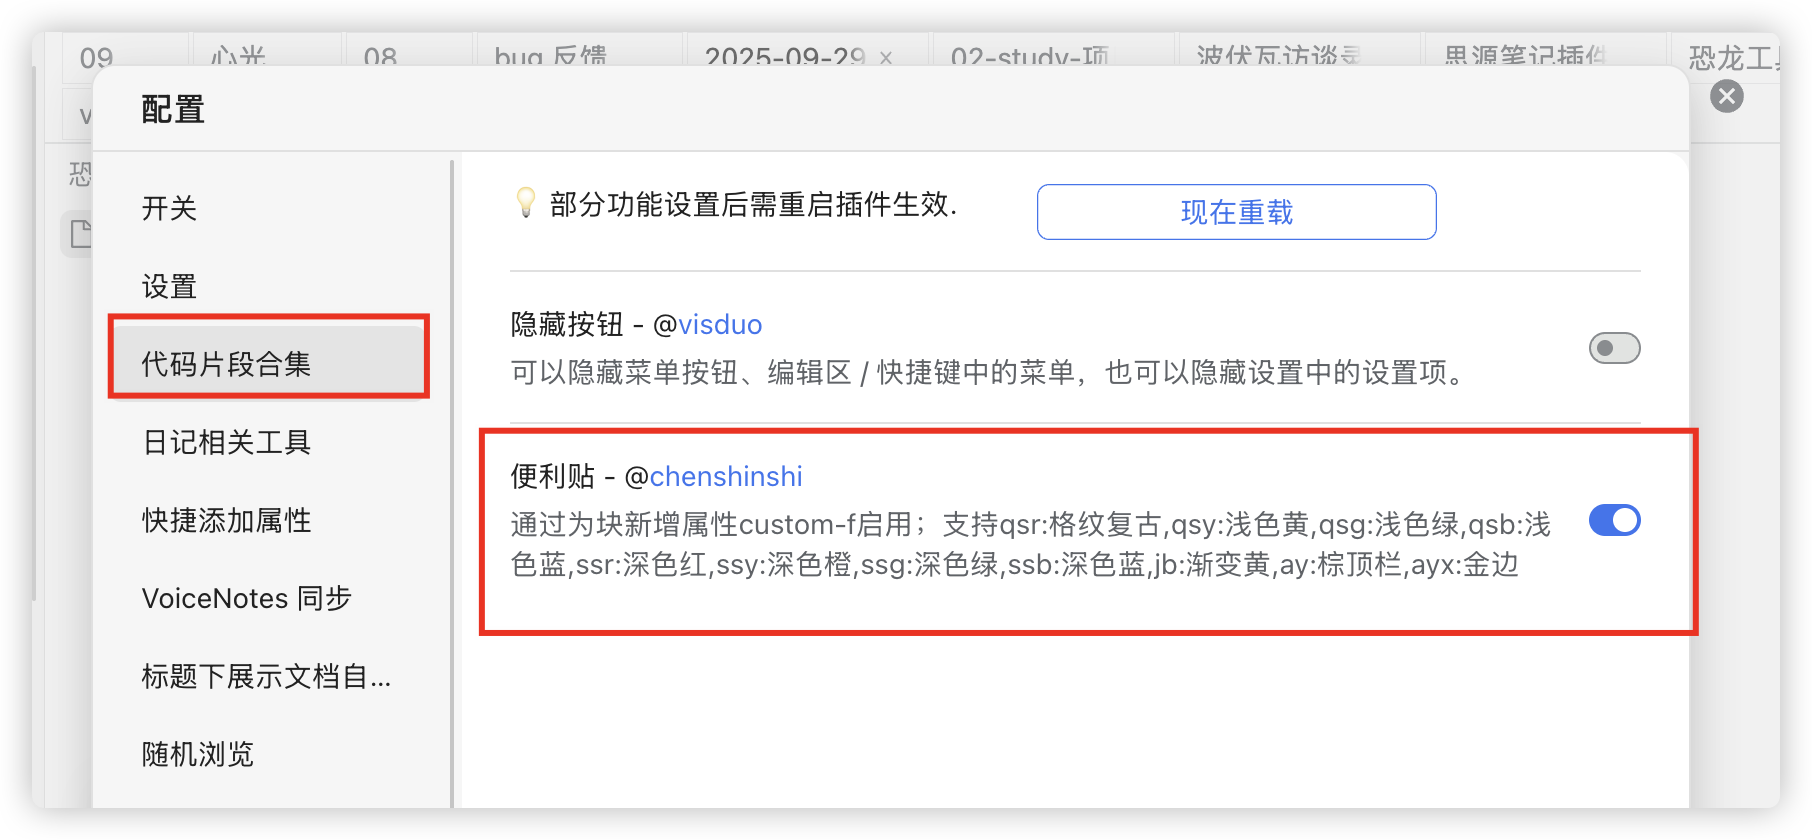 09
心光
08
bug 反馈
2025-09-29 ×
02-study-项
波伏瓦访谈录
思源笔记插件
恐龙工具
v
配置
恐
开关
设置
代码片段合集
日记相关工具
快捷添加属性
VoiceNotes 同步
标题下展示文档自...
随机浏览
💡 部分功能设置后需重启插件生效.
现在重载
隐藏按钮 - @visduo
可以隐藏菜单按钮、编辑区 / 快捷键中的菜单，也可以隐藏设置中的设置项。
便利贴 - @chenshinshi
通过为块新增属性custom-f启用；支持qsr:格纹复古,qsy:浅色黄,qsg:浅色绿,qsb:浅
色蓝,ssr:深色红,ssy:深色橙,ssg:深色绿,ssb:深色蓝,jb:渐变黄,ay:棕顶栏,ayx:金边